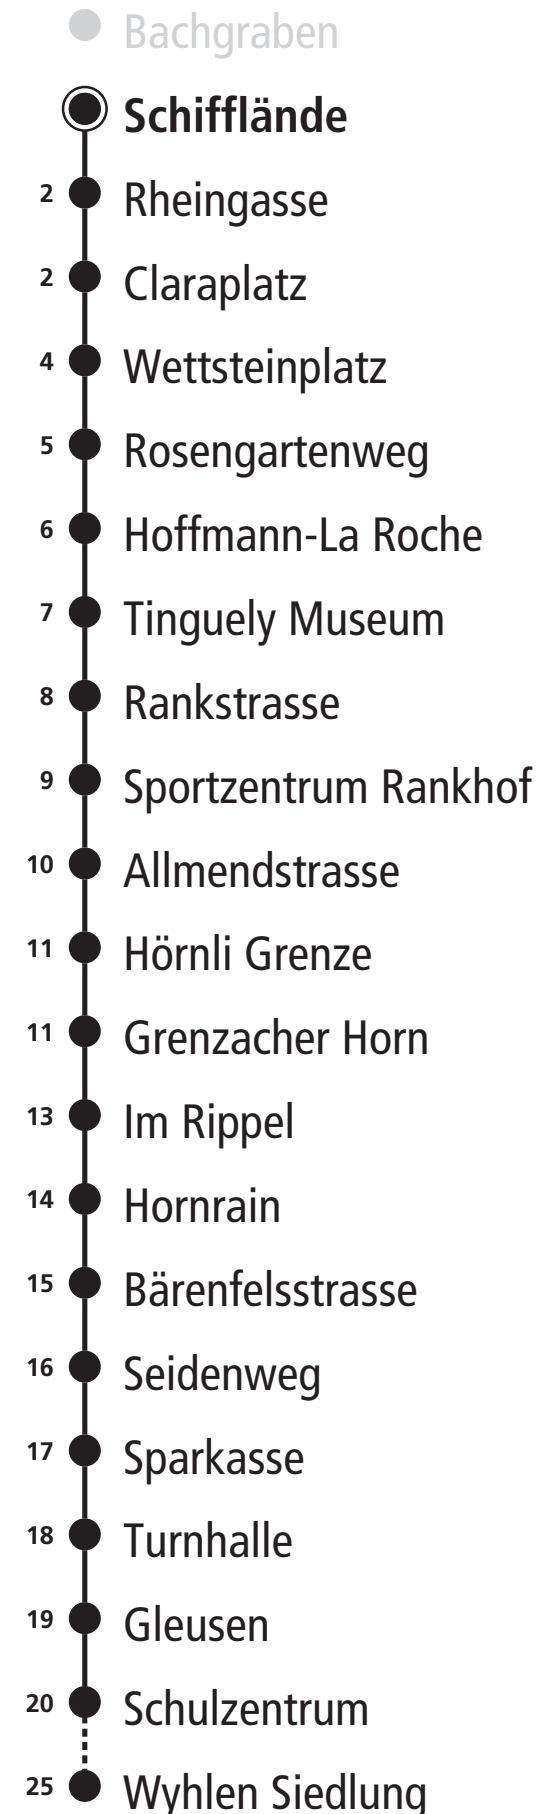 Bachgraben
Schifflände
2 Rheingasse
2 Claraplatz
4 Wettsteinplatz
5 Rosengartenweg
6 Hoffmann-La Roche
7 Tinguely Museum
8 Rankstrasse
9 Sportzentrum Rankhof
10 Allmendstrasse
11 Hörnli Grenze
11 Grenzacher Horn
13 Im Rippel
14 Hornrain
15 Bärenfelsstrasse
16 Seidenweg
17 Sparkasse
18 Turnhalle
19 Gleusen
20 Schulzentrum
25 Wyhlen Siedlung